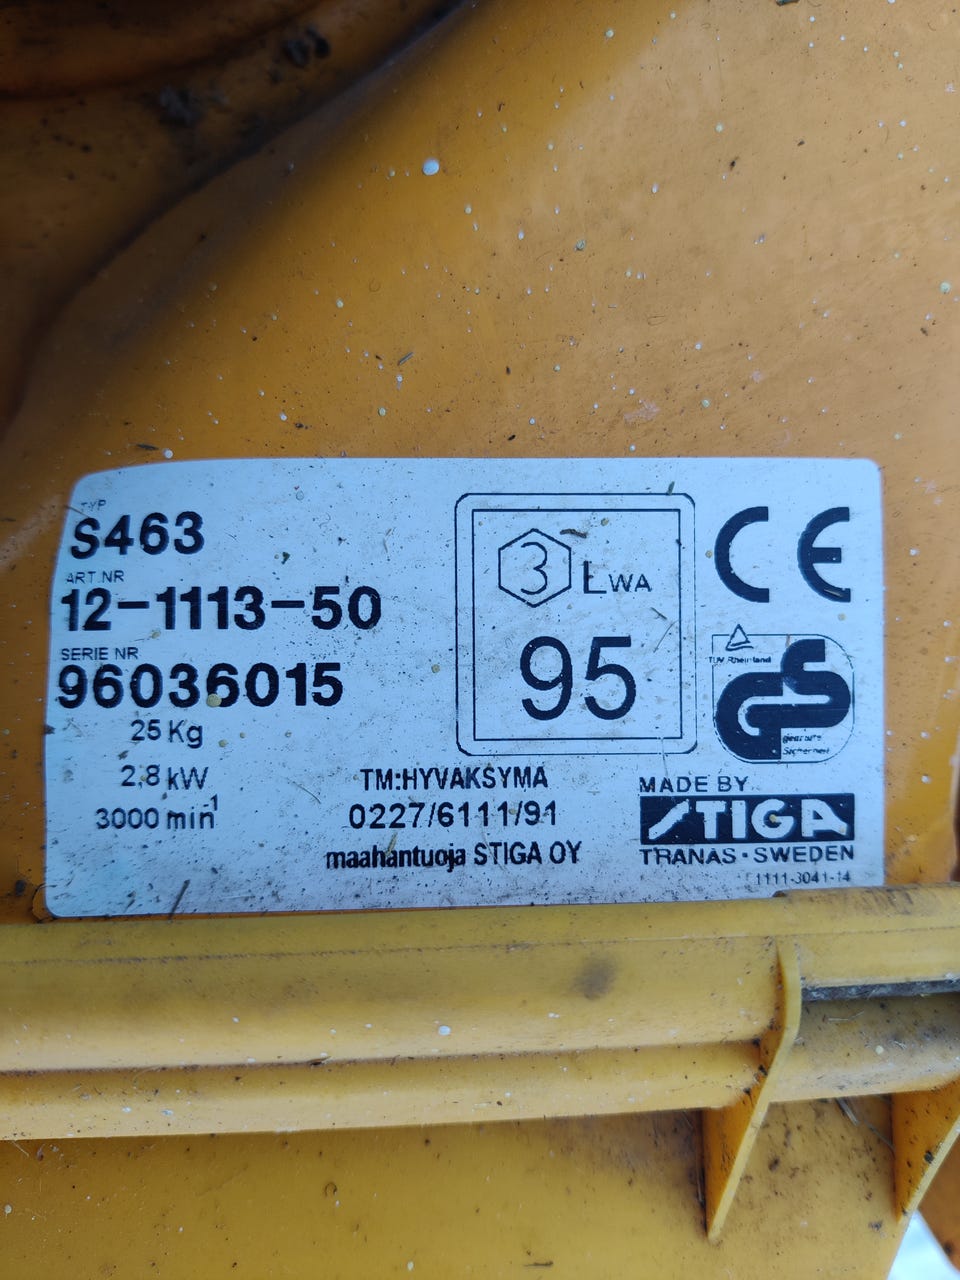 TYP
S463
ART.NR
12-1113-50
SERIE NR
96036015
25 Kg
2,8 kW
3000 min-1
3 LWA
95
CE
TÜV Rheinland
GS
geprüfte
Sicherheit
TM:HYVAKSYMA
0227/6111/91
maahantuoja STIGA OY
MADE BY
STIGA
TRANAS · SWEDEN
1111-3041-14